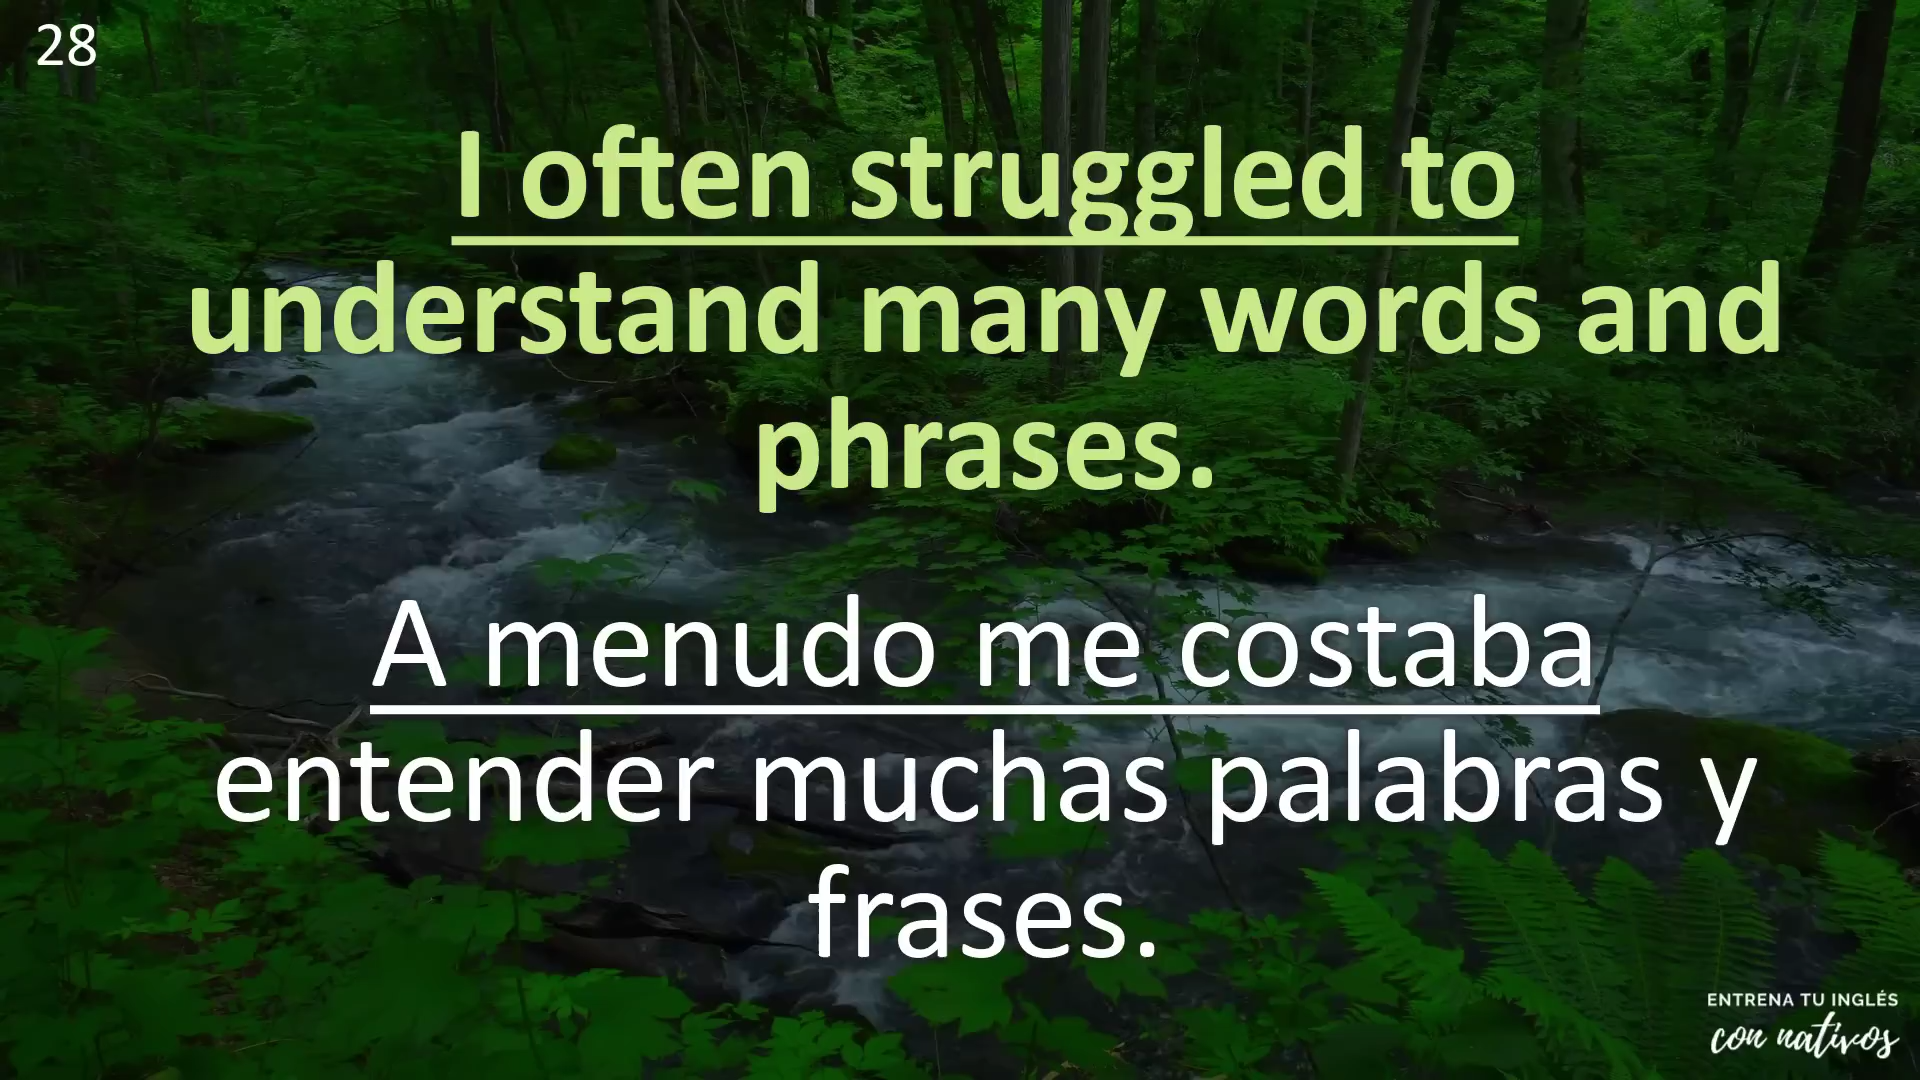 28
I often struggled to
understand many words and
phrases.
A menudo me costaba
entender muchas palabras y
frases.
ENTRENA TU INGLÉS
con nativos